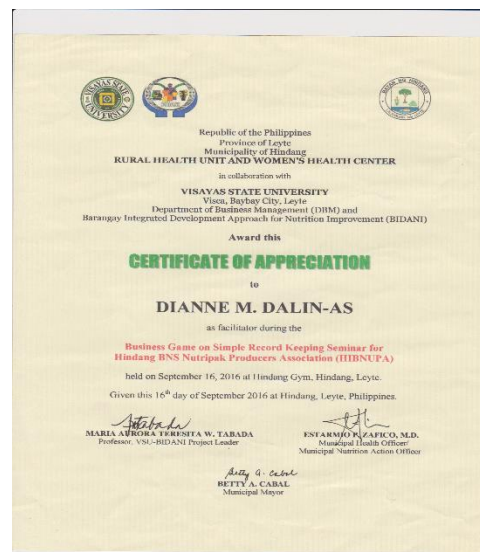 VISAYAS STATE UNIVERSITY
Republic of the Philippines
Province of Leyte
Municipality of Hindang
RURAL HEALTH UNIT AND WOMEN'S HEALTH CENTER
in collaboration with
VISAYAS STATE UNIVERSITY
Visca, Baybay City, Leyte
Department of Business Management (DBM) and
Barangay Integrated Development Approach for Nutrition Improvement (BIDANI)
Award this
CERTIFICATE OF APPRECIATION
to
DIANNE M. DALIN-AS
as facilitator during the
Business Game on Simple Record Keeping Seminar for
Hindang BNS Nutripak Producers Association (HIBNUPA)
held on September 16, 2016 at Hindang Gym, Hindang, Leyte.
Given this 16th day of September 2016 at Hindang, Leyte, Philippines.
MARIA AURORA TERESITA W. TABADA
Professor, VSU-BIDANI Project Leader
ESTARMIO P. ZAFICO, M.D.
Municipal Health Officer/
Municipal Nutrition Action Officer
Betty A. Cabal
BETTY A. CABAL
Municipal Mayor